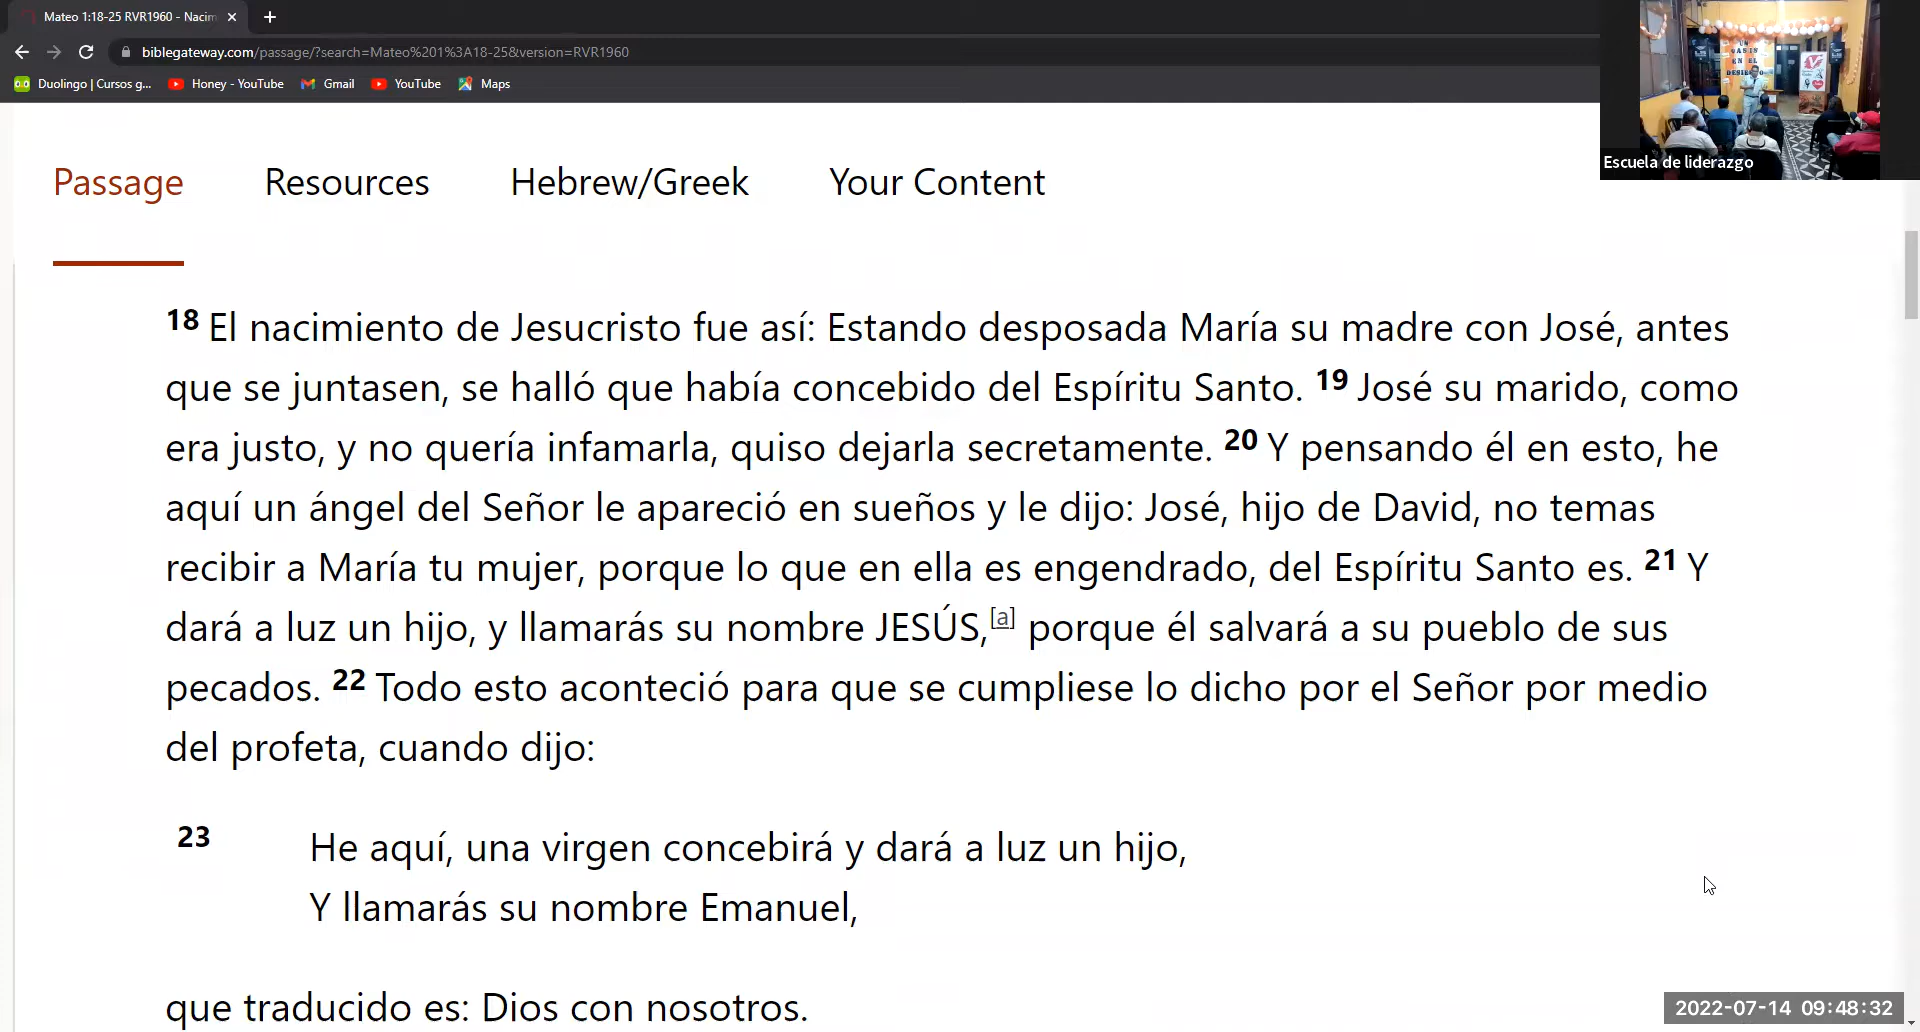 Mateo 1:18-25 RVR1960 - Nacim
biblegateway.com/passage/?search=Mateo%201%3A18-25&version=RVR1960
Duolingo | Cursos g...
Honey - YouTube
Gmail
YouTube
Maps
UN
OASIS
EN EL
DESIERTO
Escuela de liderazgo
Passage
Resources
Hebrew/Greek
Your Content
18 El nacimiento de Jesucristo fue así: Estando desposada María su madre con José, antes
que se juntasen, se halló que había concebido del Espíritu Santo. 19 José su marido, como
era justo, y no quería infamarla, quiso dejarla secretamente. 20 Y pensando él en esto, he
aquí un ángel del Señor le apareció en sueños y le dijo: José, hijo de David, no temas
recibir a María tu mujer, porque lo que en ella es engendrado, del Espíritu Santo es. 21 Y
dará a luz un hijo, y llamarás su nombre JESÚS,[a] porque él salvará a su pueblo de sus
pecados. 22 Todo esto aconteció para que se cumpliese lo dicho por el Señor por medio
del profeta, cuando dijo:
23 He aquí, una virgen concebirá y dará a luz un hijo,
Y llamarás su nombre Emanuel,
que traducido es: Dios con nosotros.
2022-07-14 09:48:32